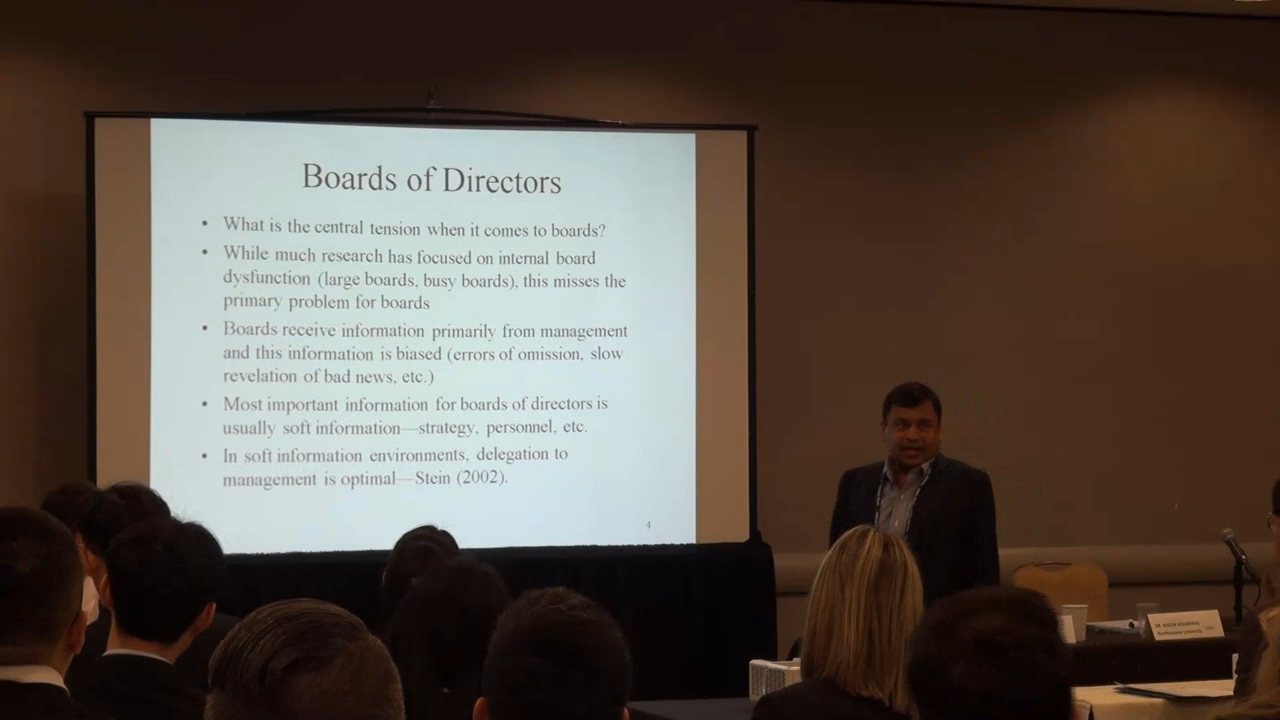 Boards of Directors
• What is the central tension when it comes to boards?
• While much research has focused on internal board
dysfunction (large boards, busy boards), this misses the
primary problem for boards
• Boards receive information primarily from management
and this information is biased (errors of omission, slow
revelation of bad news, etc.)
• Most important information for boards of directors is
usually soft information—strategy, personnel, etc.
• In soft information environments, delegation to
management is optimal—Stein (2002).
4
DR.
Northeastern University